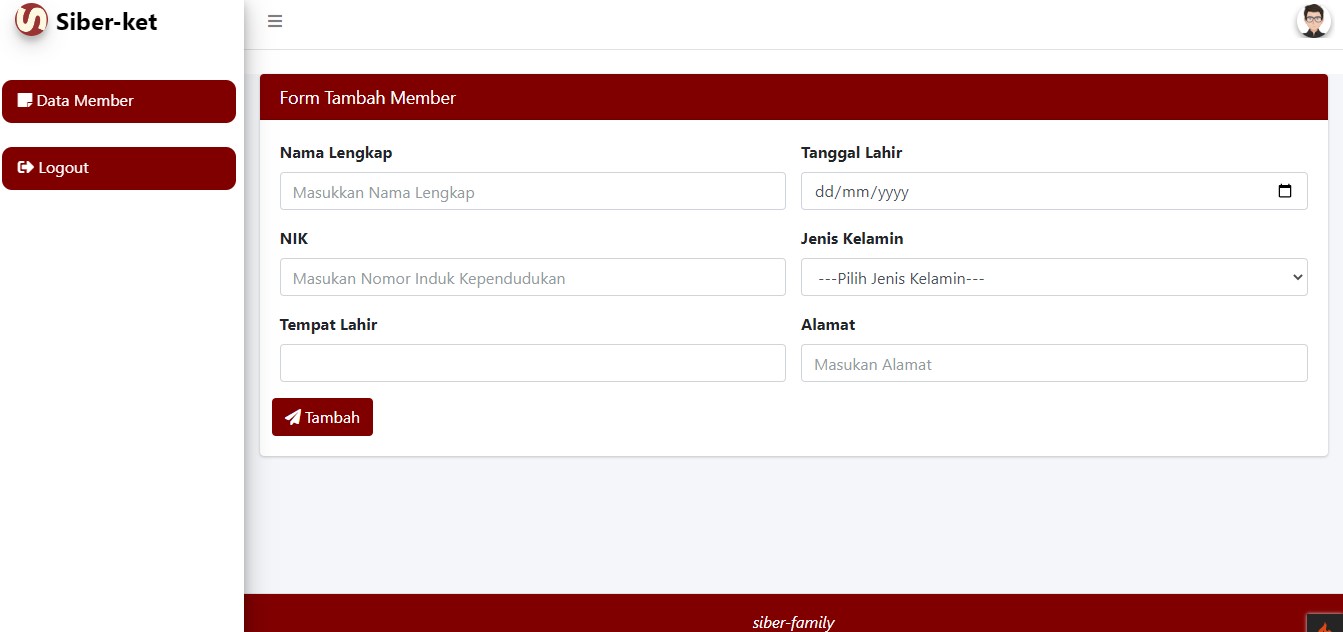 Siber-ket
Data Member
Logout
Form Tambah Member
Nama Lengkap
Masukkan Nama Lengkap
Tanggal Lahir
dd/mm/yyyy
NIK
Masukan Nomor Induk Kependudukan
Jenis Kelamin
---Pilih Jenis Kelamin---
Tempat Lahir
Alamat
Masukan Alamat
Tambah
siber-family